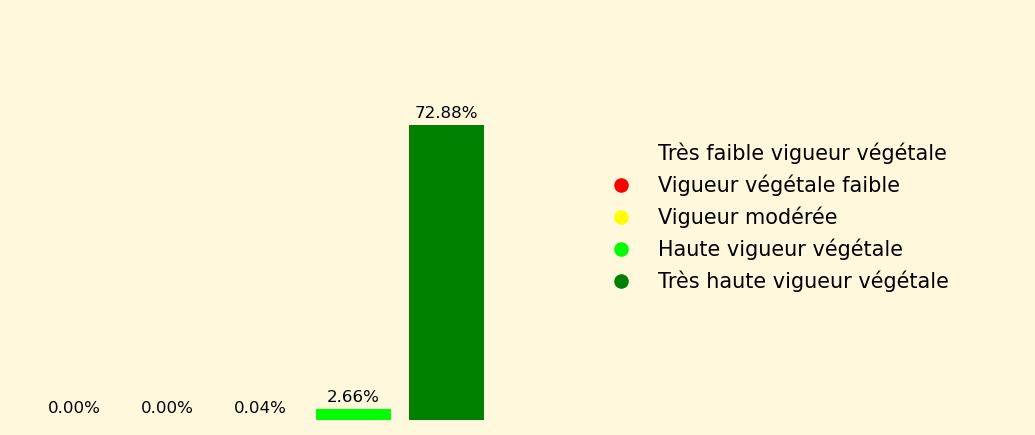 72.88%
Très faible vigueur végétale
Vigueur végétale faible
Vigueur modérée
Haute vigueur végétale
Très haute vigueur végétale
2.66%
0.00%
0.00%
0.04%